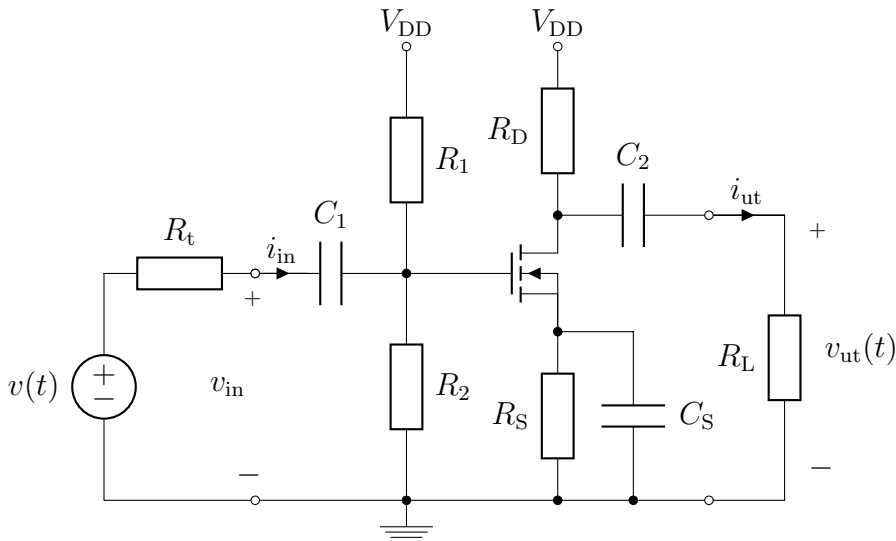 V_DD V_DD
R_D
C_2
R_1
i_ut
C_1
+
R_t i_in
+
+
−
v(t) v_in R_2 R_S C_S R_L v_ut(t)
− −